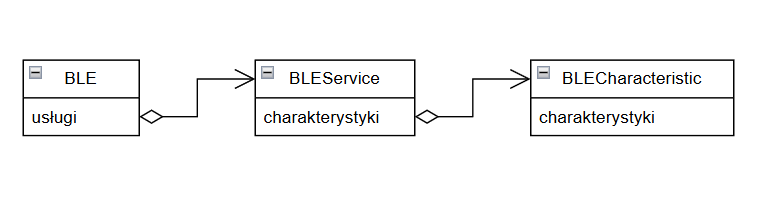 BLE
usługi
BLEService
charakterystyki
BLECharacteristic
charakterystyki